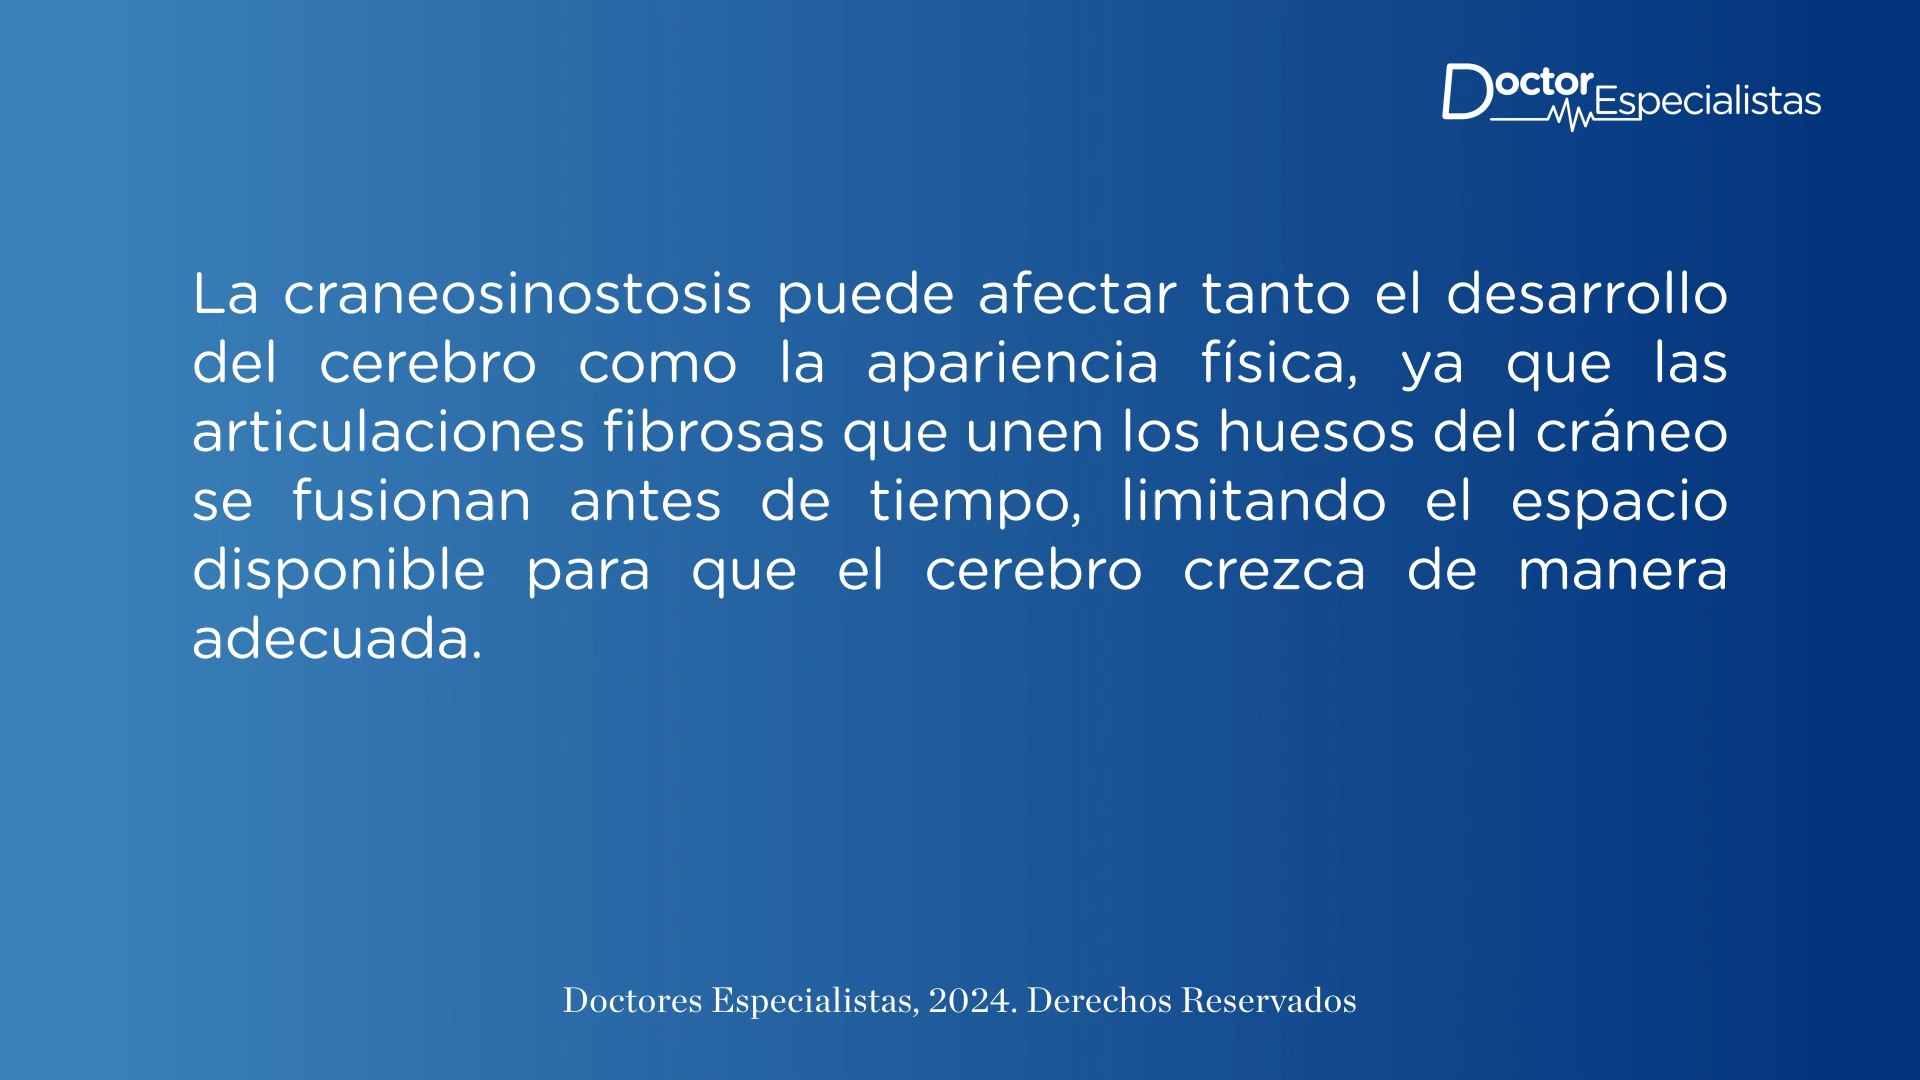 Doctor Especialistas
La craneosinostosis puede afectar tanto el desarrollo
del cerebro como la apariencia física, ya que las
articulaciones fibrosas que unen los huesos del cráneo
se fusionan antes de tiempo, limitando el espacio
disponible para que el cerebro crezca de manera
adecuada.
Doctores Especialistas, 2024. Derechos Reservados